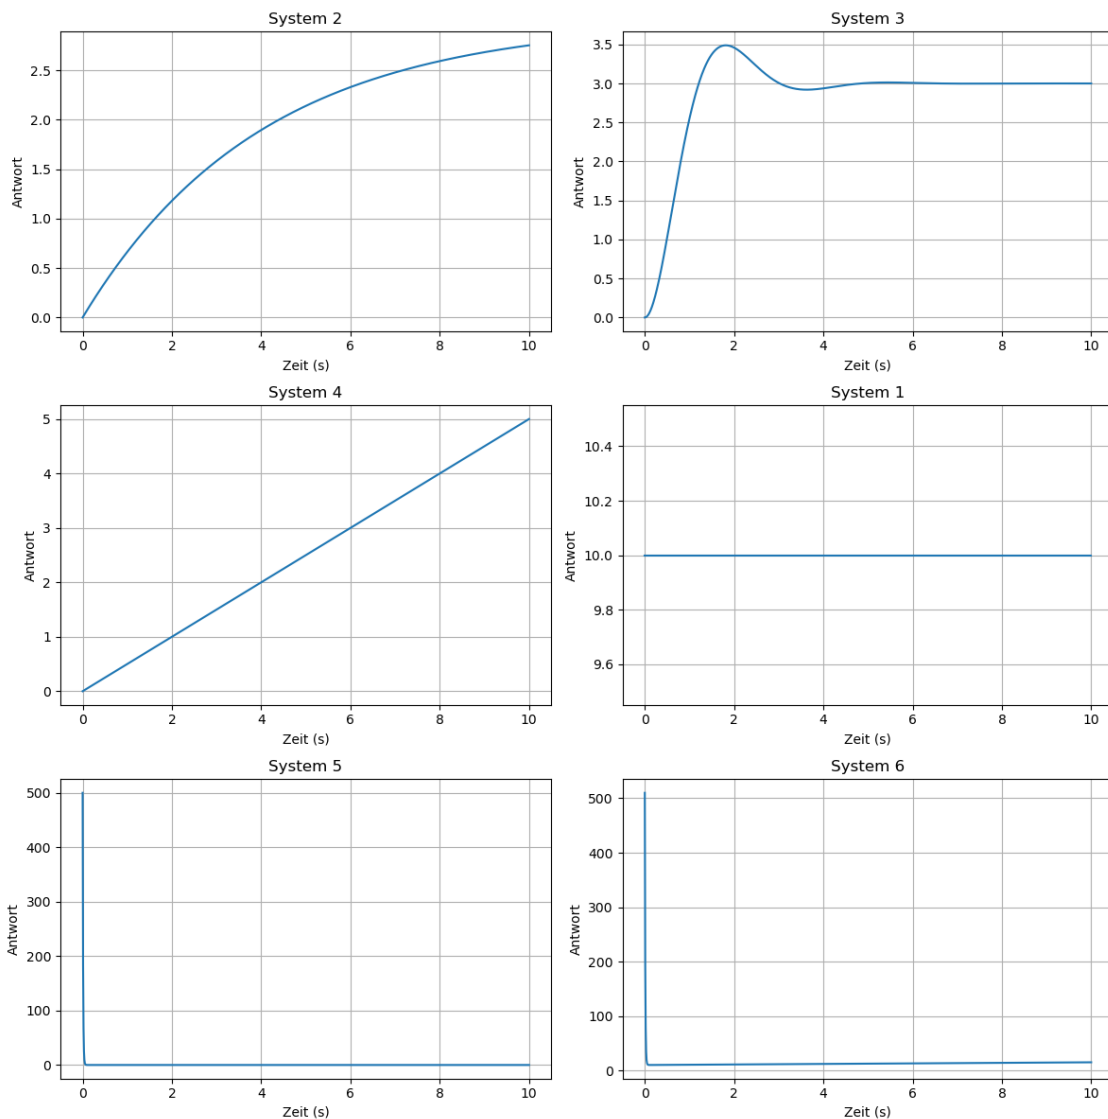 System 2
Antwort
2.5
2.0
1.5
1.0
0.5
0.0
0 2 4 6 8 10
Zeit (s)
System 3
Antwort
3.5
3.0
2.5
2.0
1.5
1.0
0.5
0.0
0 2 4 6 8 10
Zeit (s)
System 4
Antwort
5
4
3
2
1
0
0 2 4 6 8 10
Zeit (s)
System 1
Antwort
10.4
10.2
10.0
9.8
9.6
0 2 4 6 8 10
Zeit (s)
System 5
Antwort
500
400
300
200
100
0
0 2 4 6 8 10
Zeit (s)
System 6
Antwort
500
400
300
200
100
0
0 2 4 6 8 10
Zeit (s)